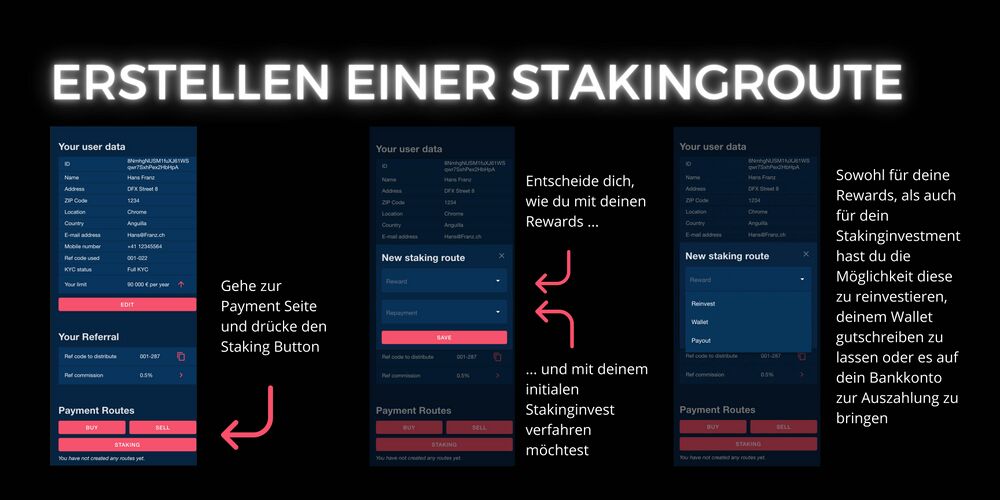 ERSTELLEN EINER STAKINGROUTE
Your user data
ID 8NmhgNUSM1fuXJ61WS
qwr7SxhPex2HbHpA
Name Hans Franz
Address DFX Street 8
ZIP Code 1234
Location Chrome
Country Anguilla
E-mail address Hans@Franz.ch
Mobile number +41 12345564
Ref code used 001-022
KYC status Full KYC
Your limit 90 000 € per year
EDIT
Your Referral
Ref code to distribute 001-287
Ref commission 0.5%
Payment Routes
BUY SELL
STAKING
You have not created any routes yet.
Gehe zur
Payment Seite
und drücke den
Staking Button
Your user data
ID 8NmhgNUSM1fuXJ61WS
qwr7SxhPex2HbHpA
Name Hans Franz
Address DFX Street 8
ZIP Code 1234
Location Chrome
Country Anguilla
E-mail address Hans@Franz.ch
New staking route
Reward
Repayment
SAVE
Ref code to distribute 001-287
Ref commission 0.5%
Payment Routes
BUY SELL
STAKING
You have not created any routes yet.
Entscheide dich,
wie du mit deinen
Rewards ...
... und mit deinem
initialen
Stakinginvest
verfahren
möchtest
Your user data
ID 8NmhgNUSM1fuXJ61WS
qwr7SxhPex2HbHpA
Name Hans Franz
Address DFX Street 8
ZIP Code 1234
Location Chrome
Country Anguilla
E-mail address Hans@Franz.ch
New staking route
Reward
Reinvest
Wallet
Payout
Ref code to distribute 001-287
Ref commission 0.5%
Payment Routes
BUY SELL
STAKING
You have not created any routes yet.
Sowohl für deine
Rewards, als auch
für dein
Stakinginvestment
hast du die
Möglichkeit diese
zu reinvestieren,
deinem Wallet
gutschreiben zu
lassen oder es auf
dein Bankkonto
zur Auszahlung zu
bringen